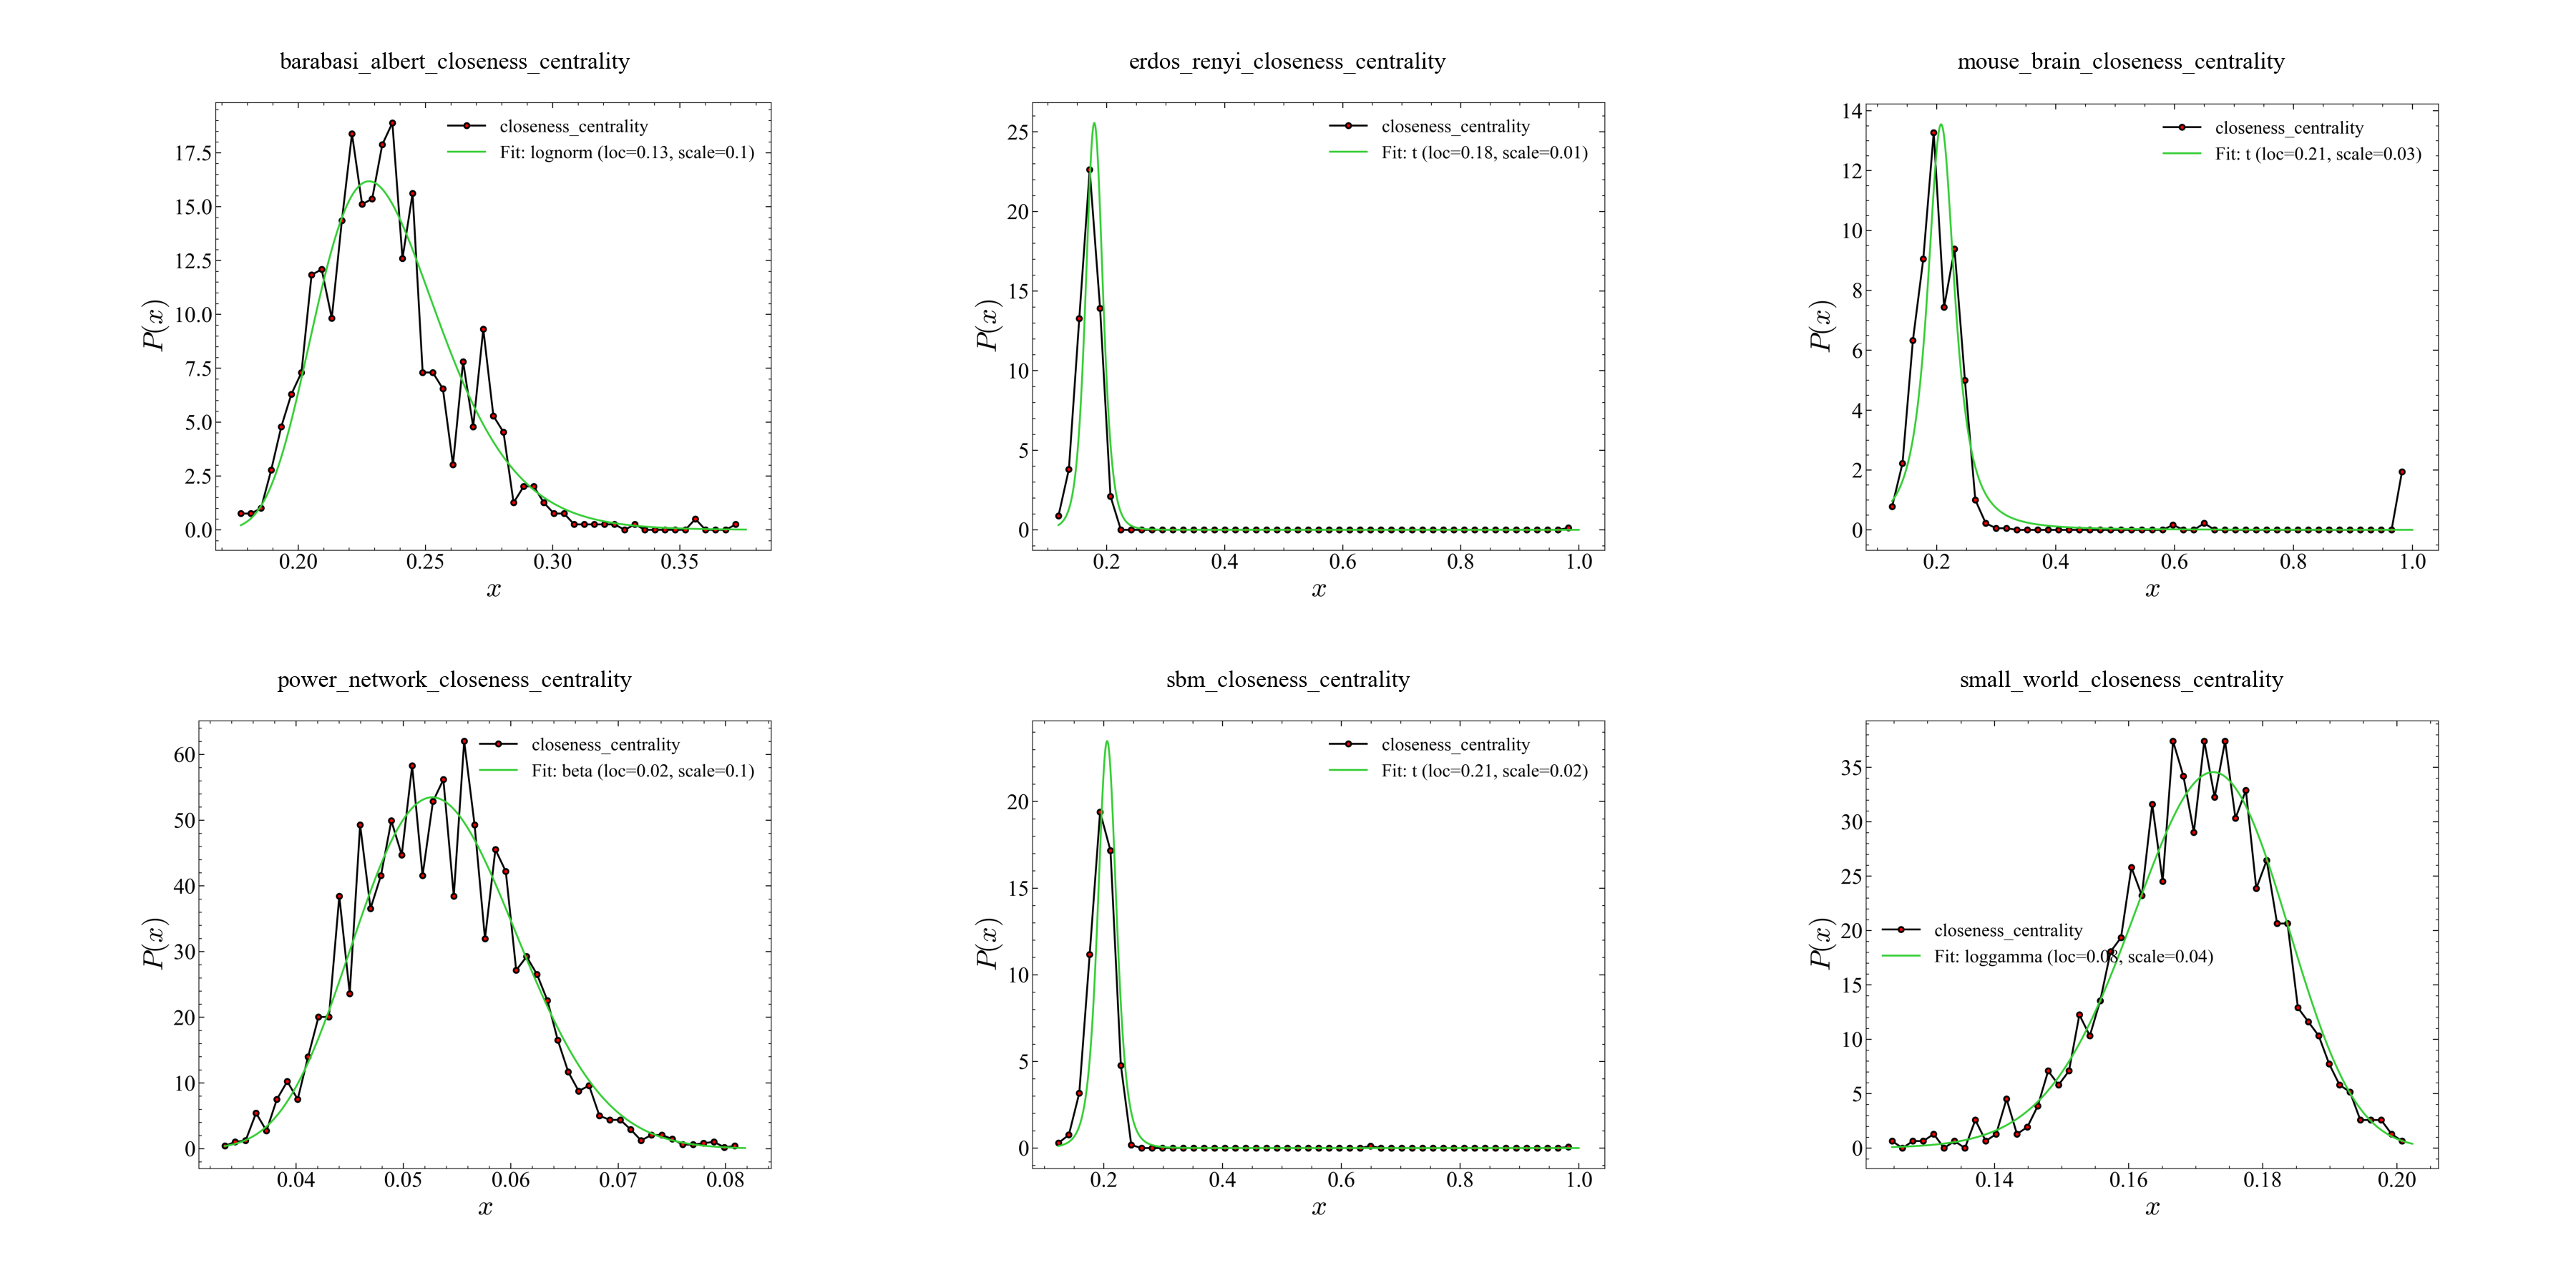 barabasi_albert_closeness_centrality
closeness_centrality
Fit: lognorm (loc=0.13, scale=0.1)
P(x)
17.5
15.0
12.5
10.0
7.5
5.0
2.5
0.0
0.20 0.25 0.30 0.35
x
erdos_renyi_closeness_centrality
closeness_centrality
Fit: t (loc=0.18, scale=0.01)
P(x)
25
20
15
10
5
0
0.2 0.4 0.6 0.8 1.0
x
mouse_brain_closeness_centrality
closeness_centrality
Fit: t (loc=0.21, scale=0.03)
P(x)
14
12
10
8
6
4
2
0
0.2 0.4 0.6 0.8 1.0
x
power_network_closeness_centrality
closeness_centrality
Fit: beta (loc=0.02, scale=0.1)
P(x)
60
50
40
30
20
10
0
0.04 0.05 0.06 0.07 0.08
x
sbm_closeness_centrality
closeness_centrality
Fit: t (loc=0.21, scale=0.02)
P(x)
20
15
10
5
0
0.2 0.4 0.6 0.8 1.0
x
small_world_closeness_centrality
closeness_centrality
Fit: loggamma (loc=0.08, scale=0.04)
P(x)
35
30
25
20
15
10
5
0
0.14 0.16 0.18 0.20
x